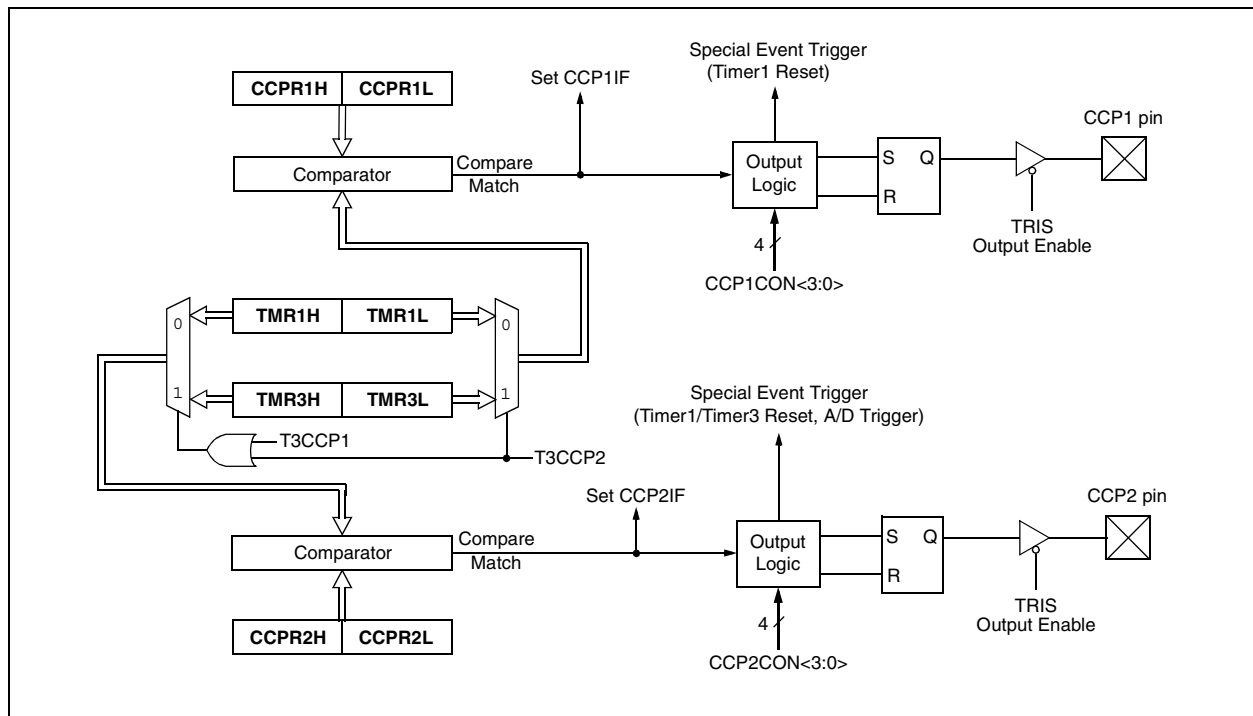 Special Event Trigger
(Timer1 Reset)
CCPR1H CCPR1L
Set CCP1IF
CCP1 pin
Comparator
Compare
Match
Output
Logic
S Q
R
TRIS
Output Enable
4
CCP1CON<3:0>
0 TMR1H TMR1L 0
1 TMR3H TMR3L 1
T3CCP1
T3CCP2
Special Event Trigger
(Timer1/Timer3 Reset, A/D Trigger)
Set CCP2IF
CCP2 pin
Comparator
Compare
Match
Output
Logic
S Q
R
TRIS
Output Enable
4
CCPR2H CCPR2L
CCP2CON<3:0>